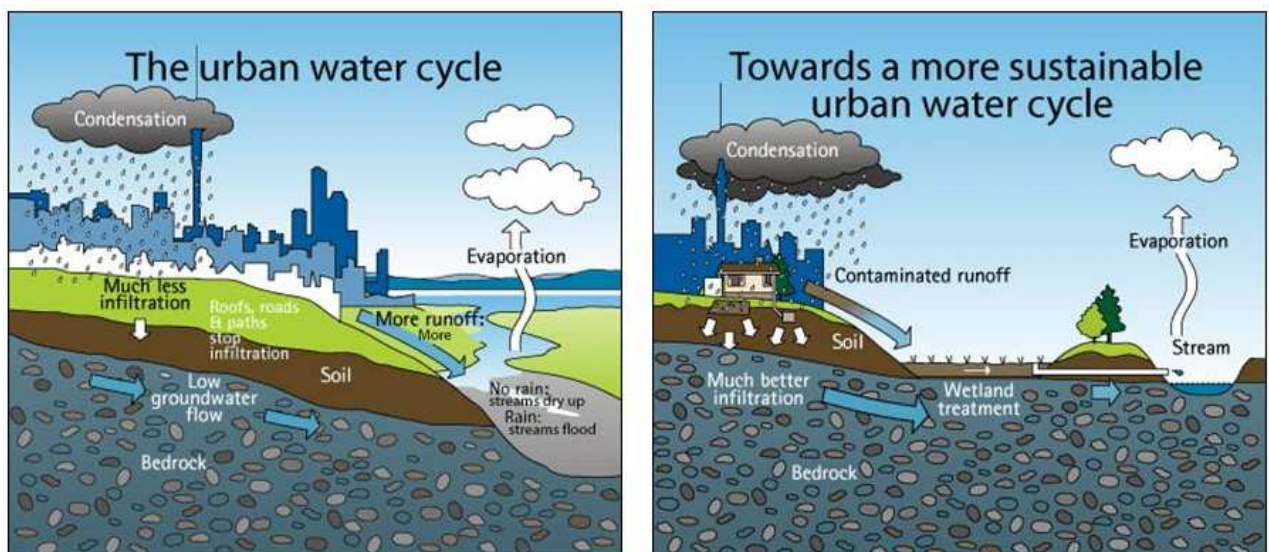 The urban water cycle
Condensation
Evaporation
Much less
infiltration
Roofs, roads
& paths
stop
infiltration
More runoff:
More
Soil
Low
groundwater
flow
No rain:
streams dry up
Rain:
streams flood
Bedrock
Towards a more sustainable
urban water cycle
Condensation
Evaporation
Contaminated runoff
Soil
Stream
Much better
infiltration
Wetland
treatment
Bedrock